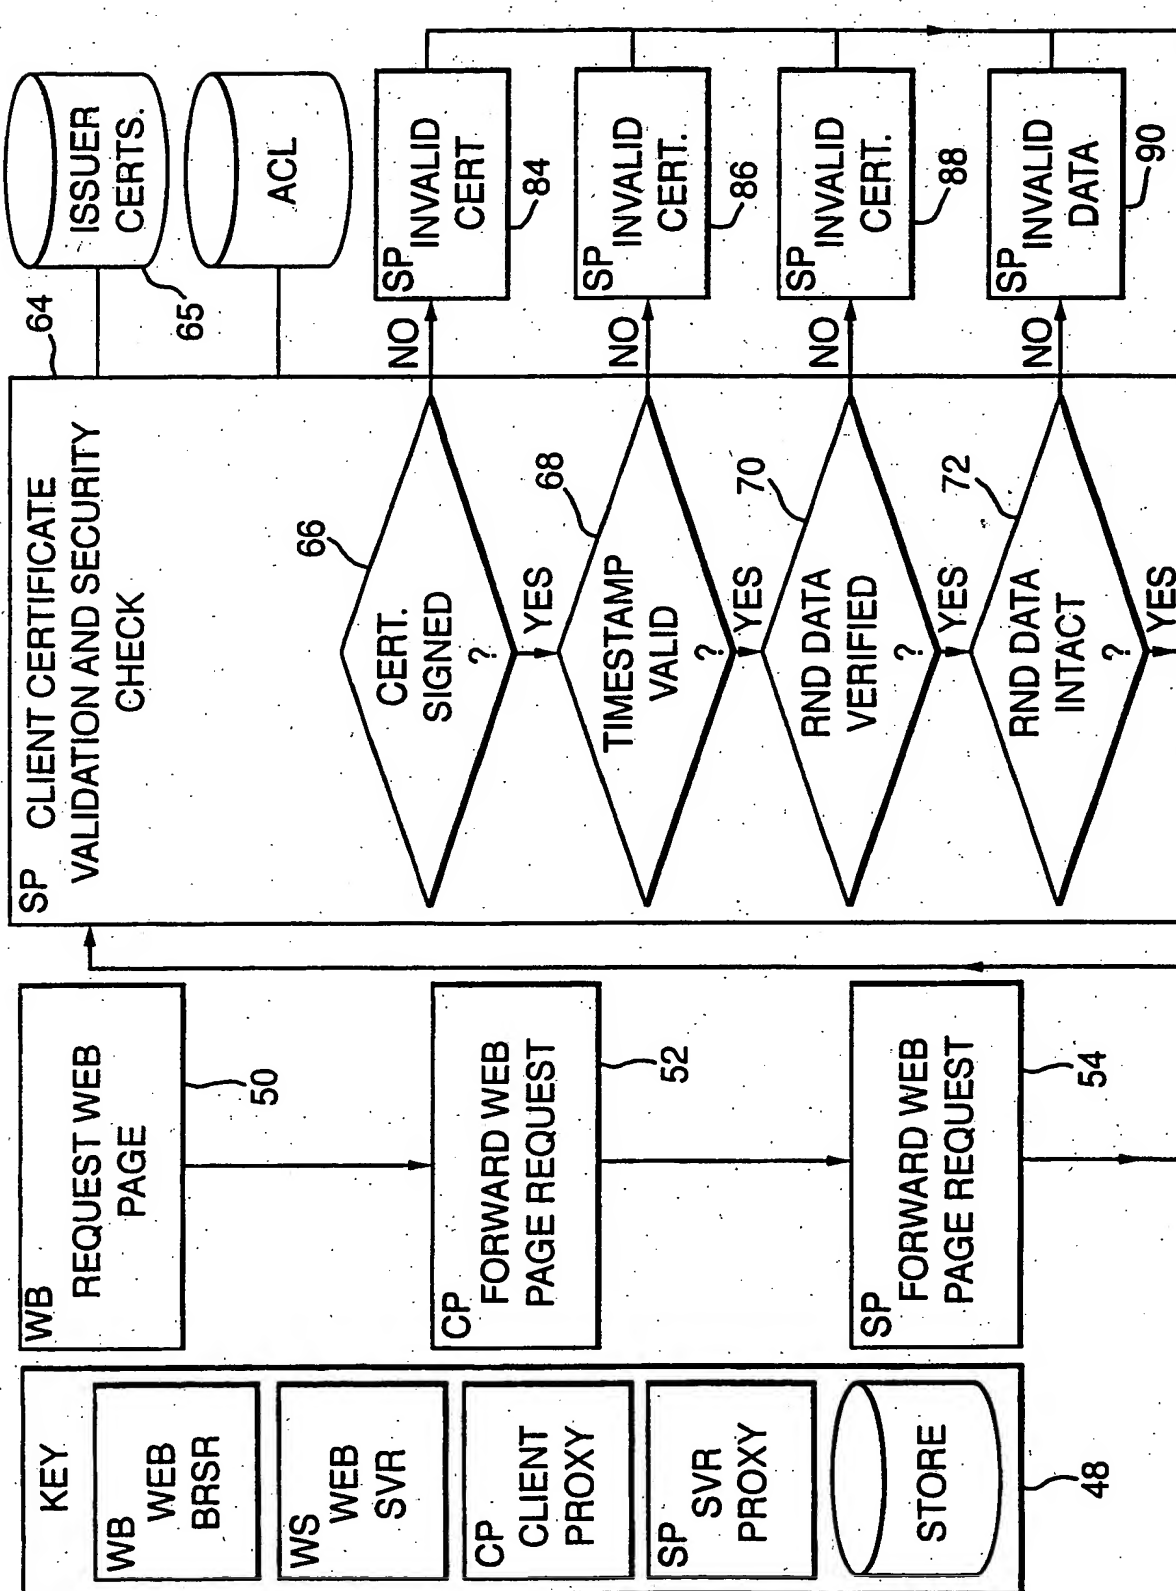 KEY
WB
WEB
BRSR
WS
WEB
SVR
CP
CLIENT
PROXY
SP
SVR
PROXY
STORE
48
WB
REQUEST WEB
PAGE
50
CP
FORWARD WEB
PAGE REQUEST
52
SP
FORWARD WEB
PAGE REQUEST
54
SP CLIENT CERTIFICATE
VALIDATION AND SECURITY
CHECK
64
ISSUER
CERTS.
65
ACL
66
CERT.
SIGNED
?
YES
NO
SP
INVALID
CERT
84
68
TIMESTAMP
VALID
?
YES
NO
SP
INVALID
CERT.
86
70
RND DATA
VERIFIED
?
YES
NO
SP
INVALID
CERT.
88
72
RND DATA
INTACT
?
YES
NO
SP
INVALID
DATA
90